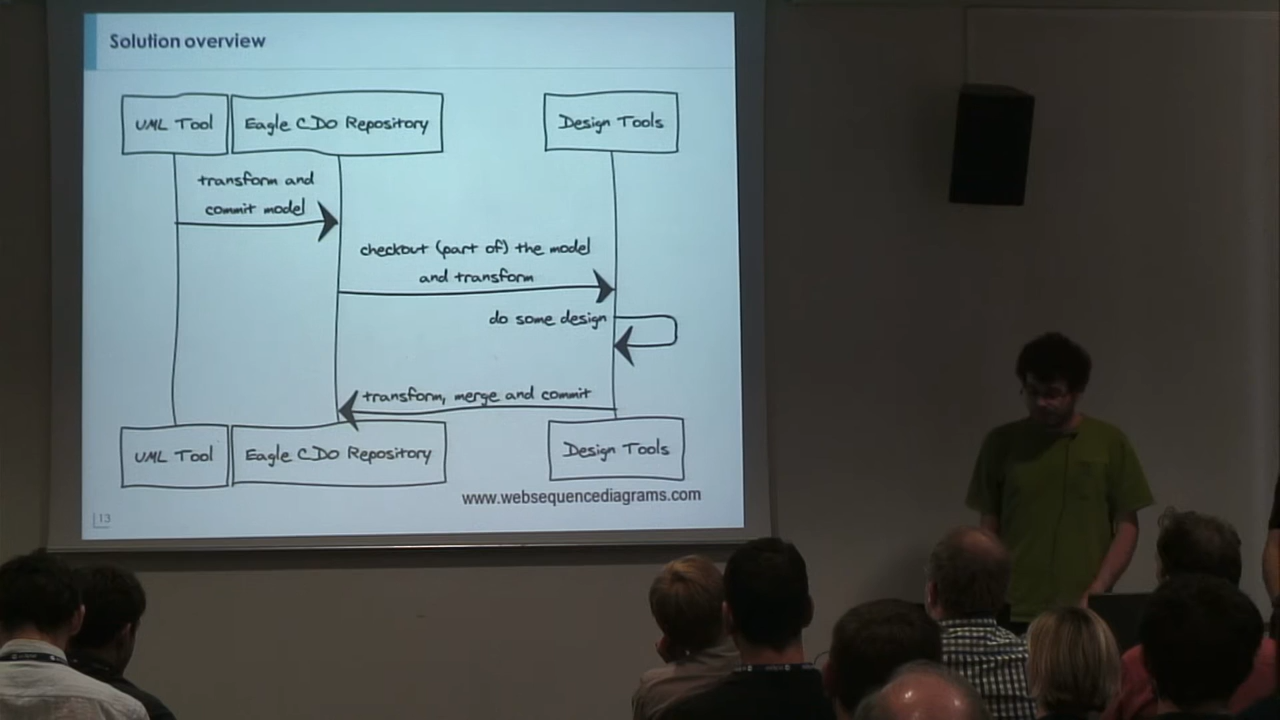 Solution overview
UML Tool
Eagle CDO Repository
Design Tools
transform and
commit model
checkout (part of) the model
and transform
do some design
transform, merge and commit
UML Tool
Eagle CDO Repository
Design Tools
www.websequencediagrams.com
13